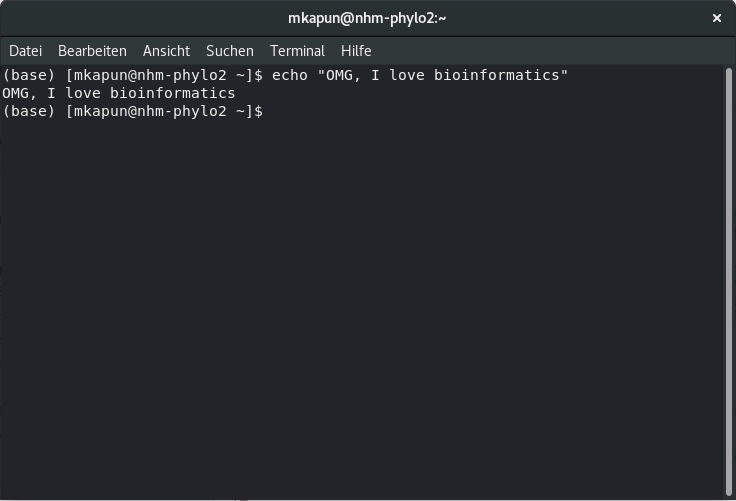 mkapun@nhm-phylo2:~
Datei Bearbeiten Ansicht Suchen Terminal Hilfe
(base) [mkapun@nhm-phylo2 ~]$ echo "OMG, I love bioinformatics"
OMG, I love bioinformatics
(base) [mkapun@nhm-phylo2 ~]$